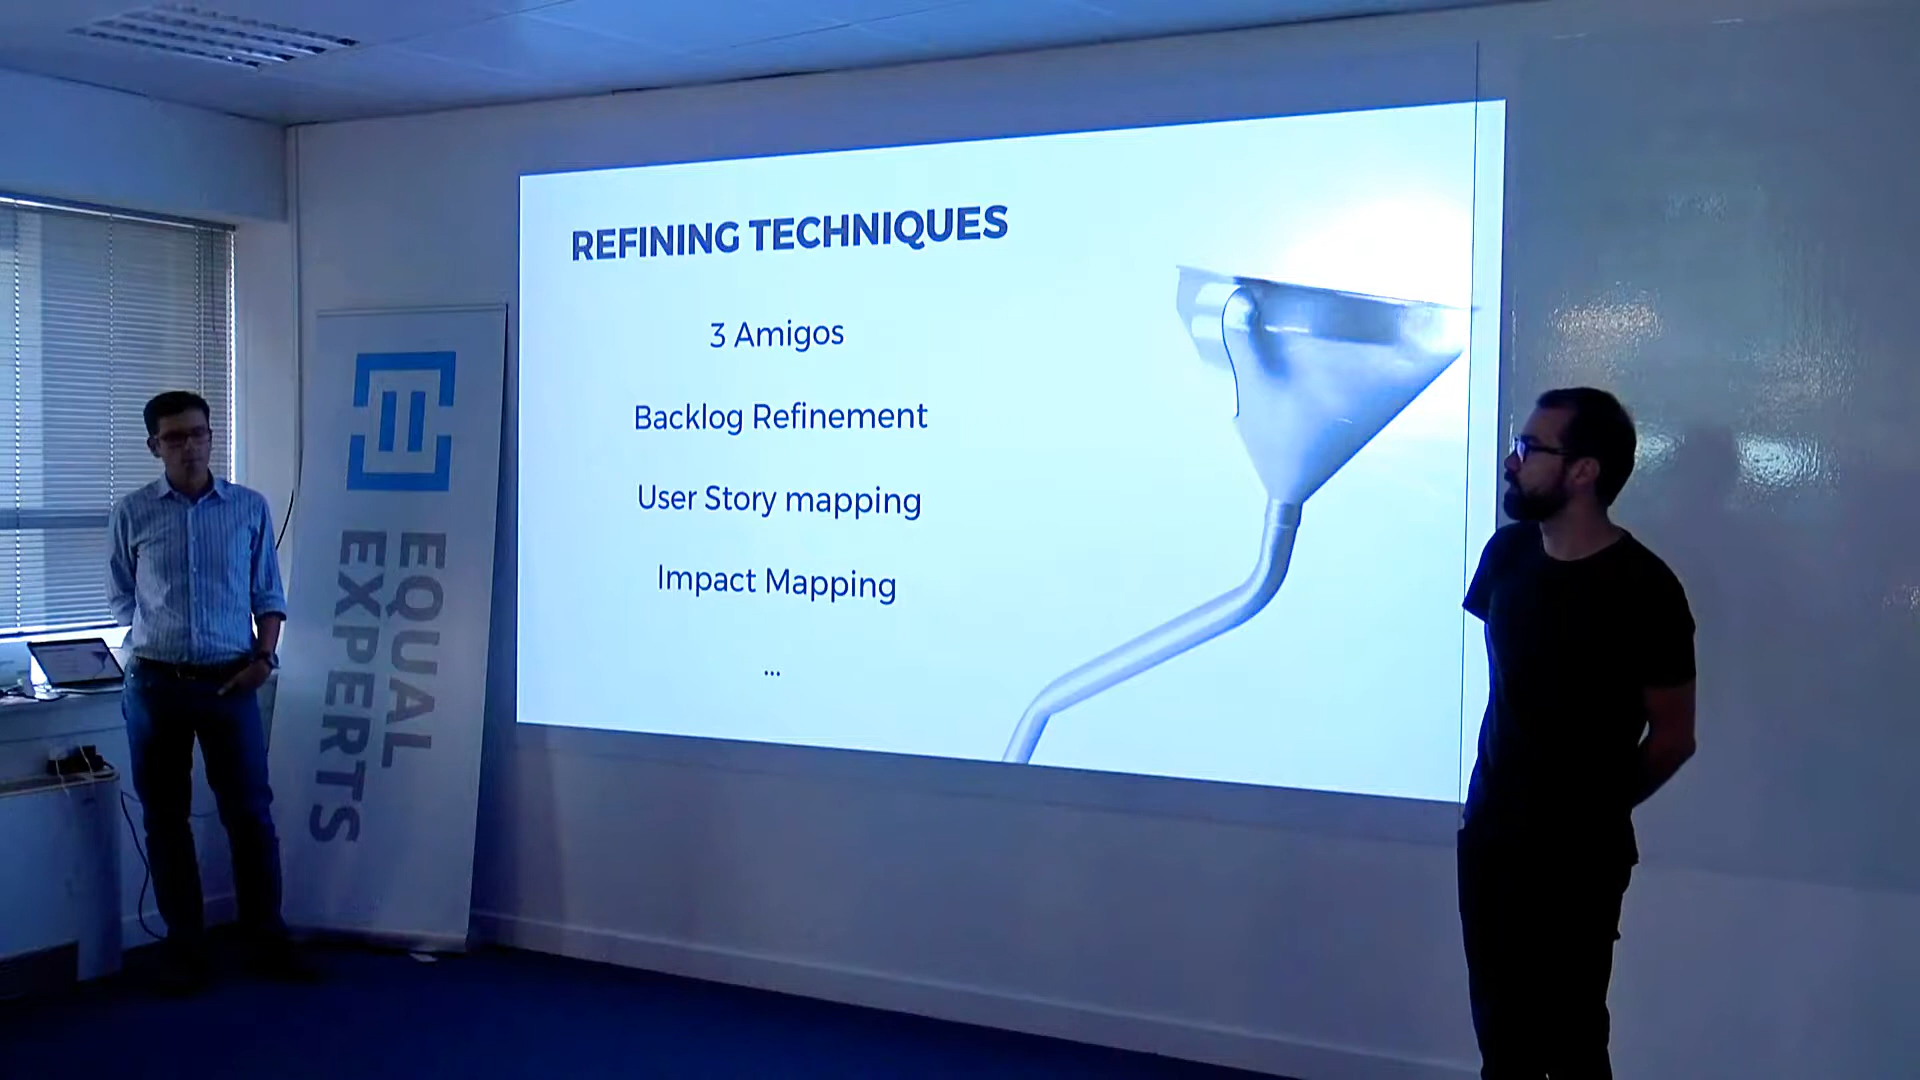 REFINING TECHNIQUES
3 Amigos
Backlog Refinement
User Story mapping
Impact Mapping
...
EQUAL
EXPERTS